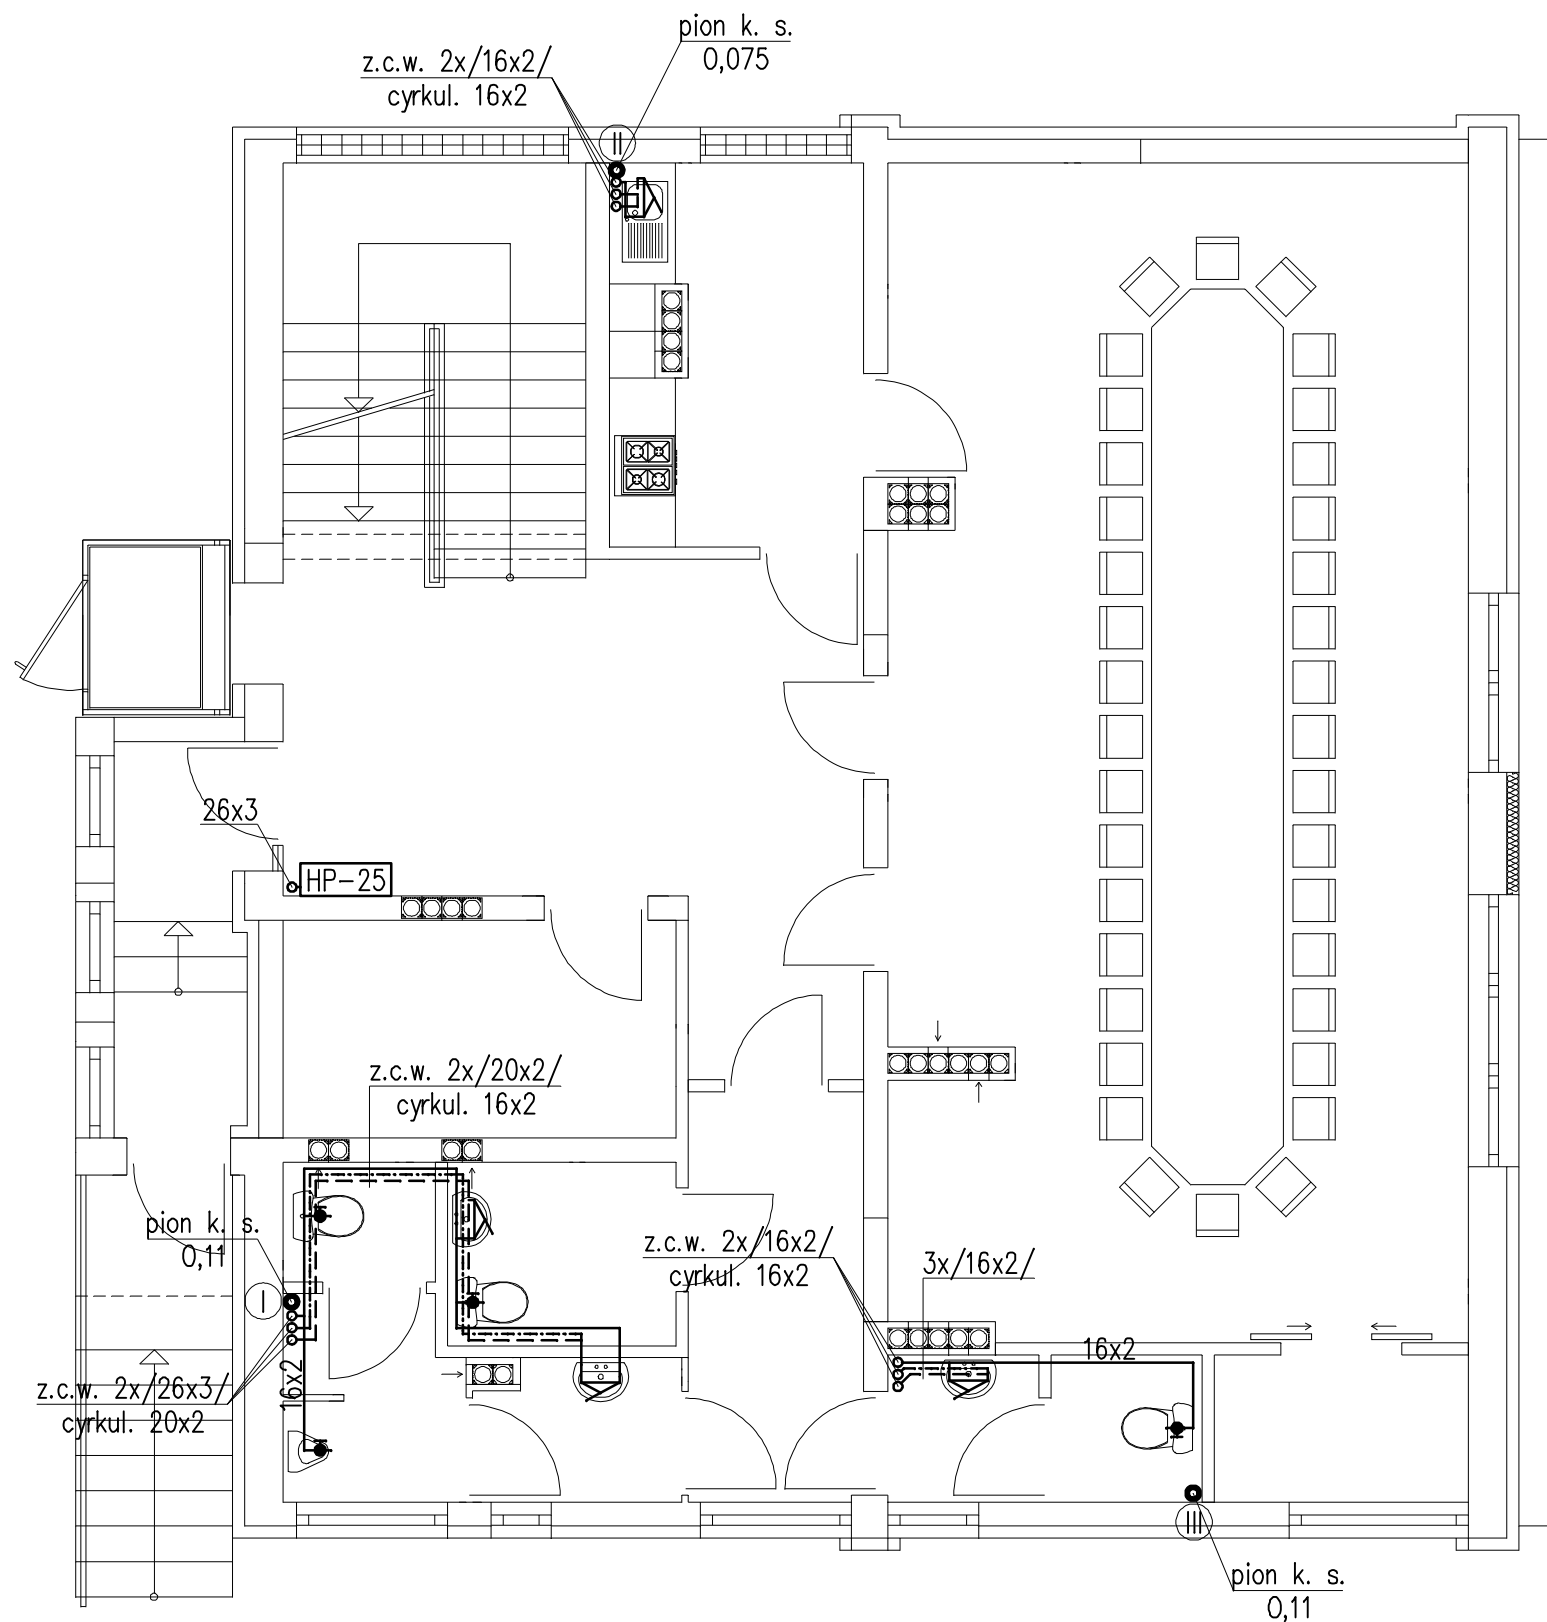 pion k. s.
0,075
z.c.w. 2x/16x2/
cyrkul. 16x2
II
26x3
HP-25
z.c.w. 2x/20x2/
cyrkul. 16x2
pion k. s.
0,11
I
z.c.w. 2x/16x2/
cyrkul. 16x2
3x/16x2/
16x2
16x2
z.c.w. 2x/26x3/
cyrkul. 20x2
III
pion k. s.
0,11